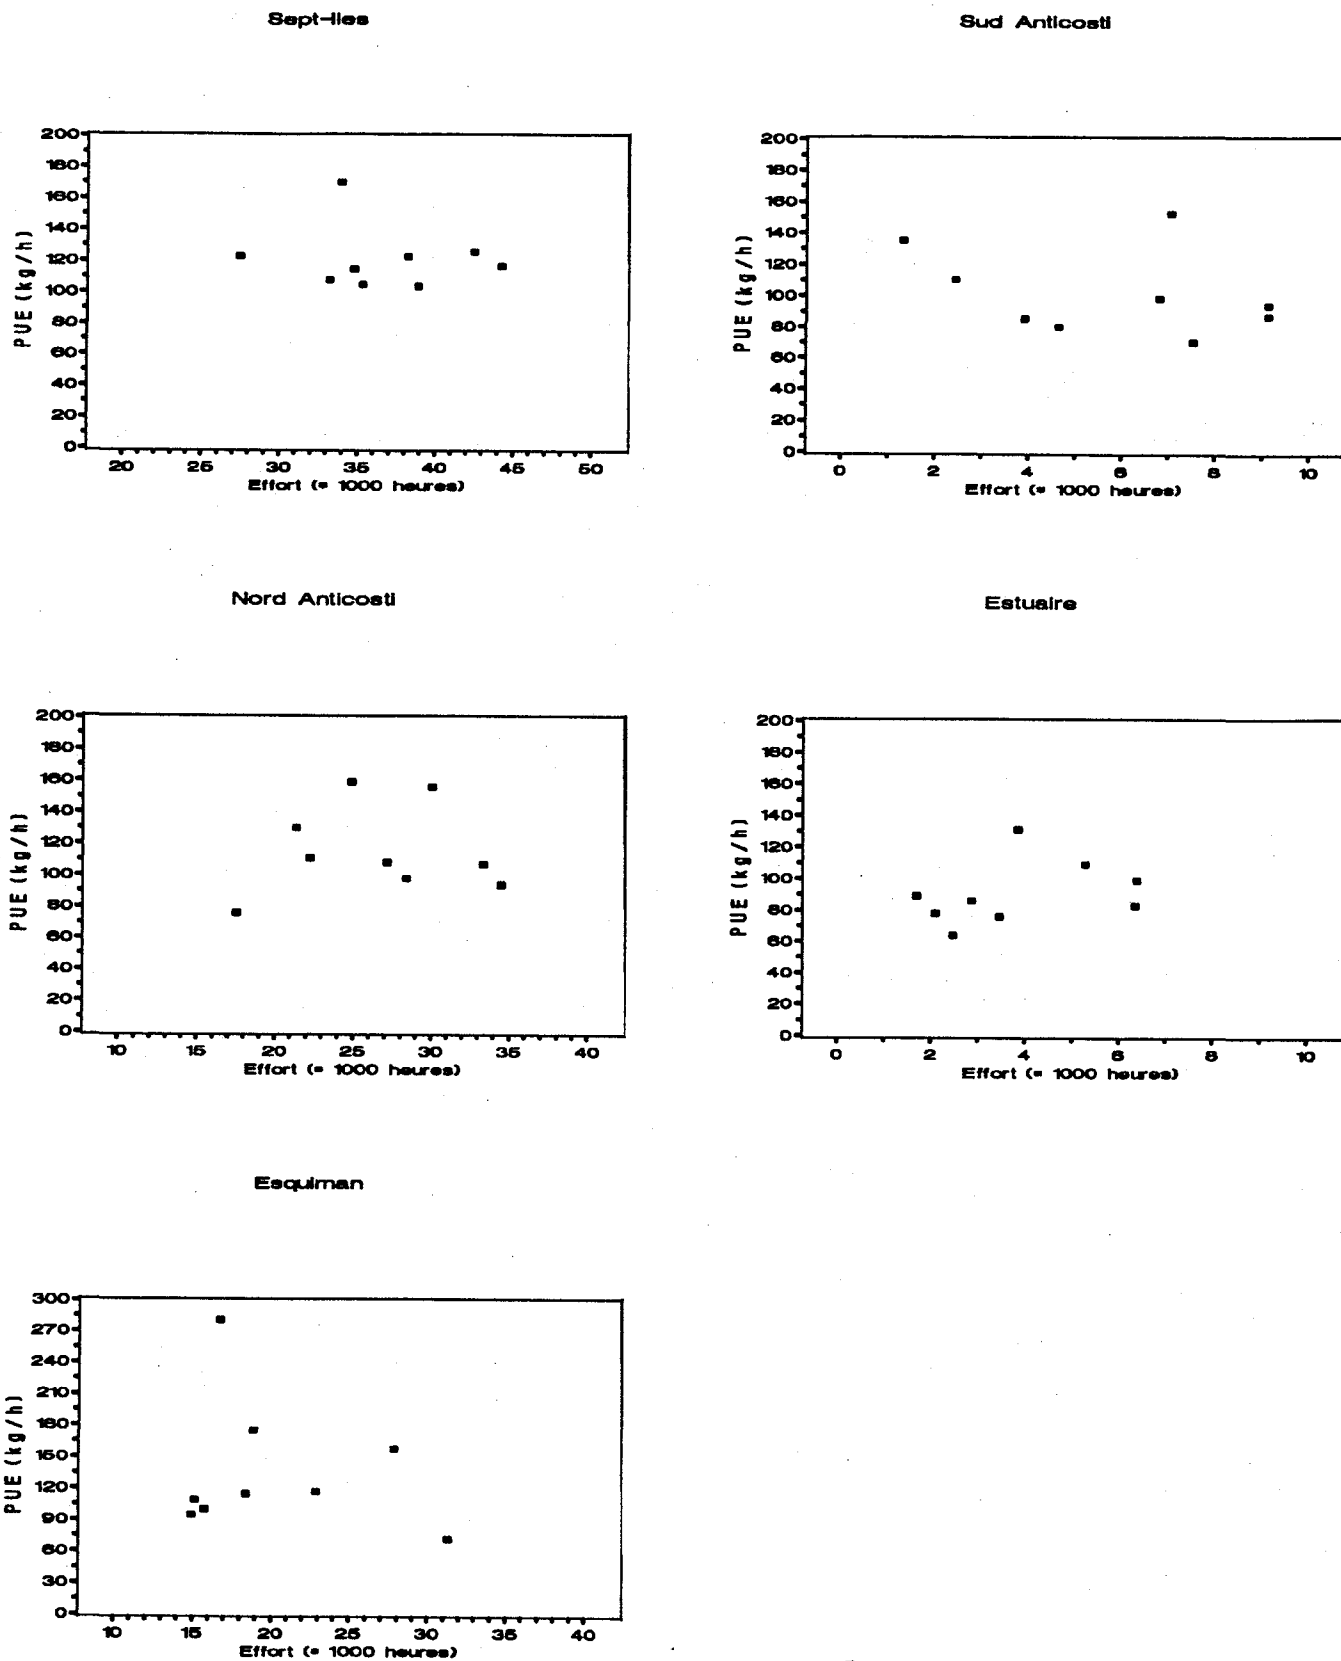 Sept-Iles
200
180
160
140
120
100
80
60
40
20
0
PUE (kg/h)
20 25 30 35 40 45 50
Effort (* 1000 heures)
Sud Anticosti
200
180
160
140
120
100
80
60
40
20
0
PUE (kg/h)
0 2 4 6 8 10
Effort (* 1000 heures)
Nord Anticosti
200
180
160
140
120
100
80
60
40
20
0
PUE (kg/h)
10 15 20 25 30 35 40
Effort (* 1000 heures)
Estuaire
200
180
160
140
120
100
80
60
40
20
0
PUE (kg/h)
0 2 4 6 8 10
Effort (* 1000 heures)
Esquiman
300
270
240
210
180
150
120
90
60
30
0
PUE (kg/h)
10 15 20 25 30 35 40
Effort (* 1000 heures)